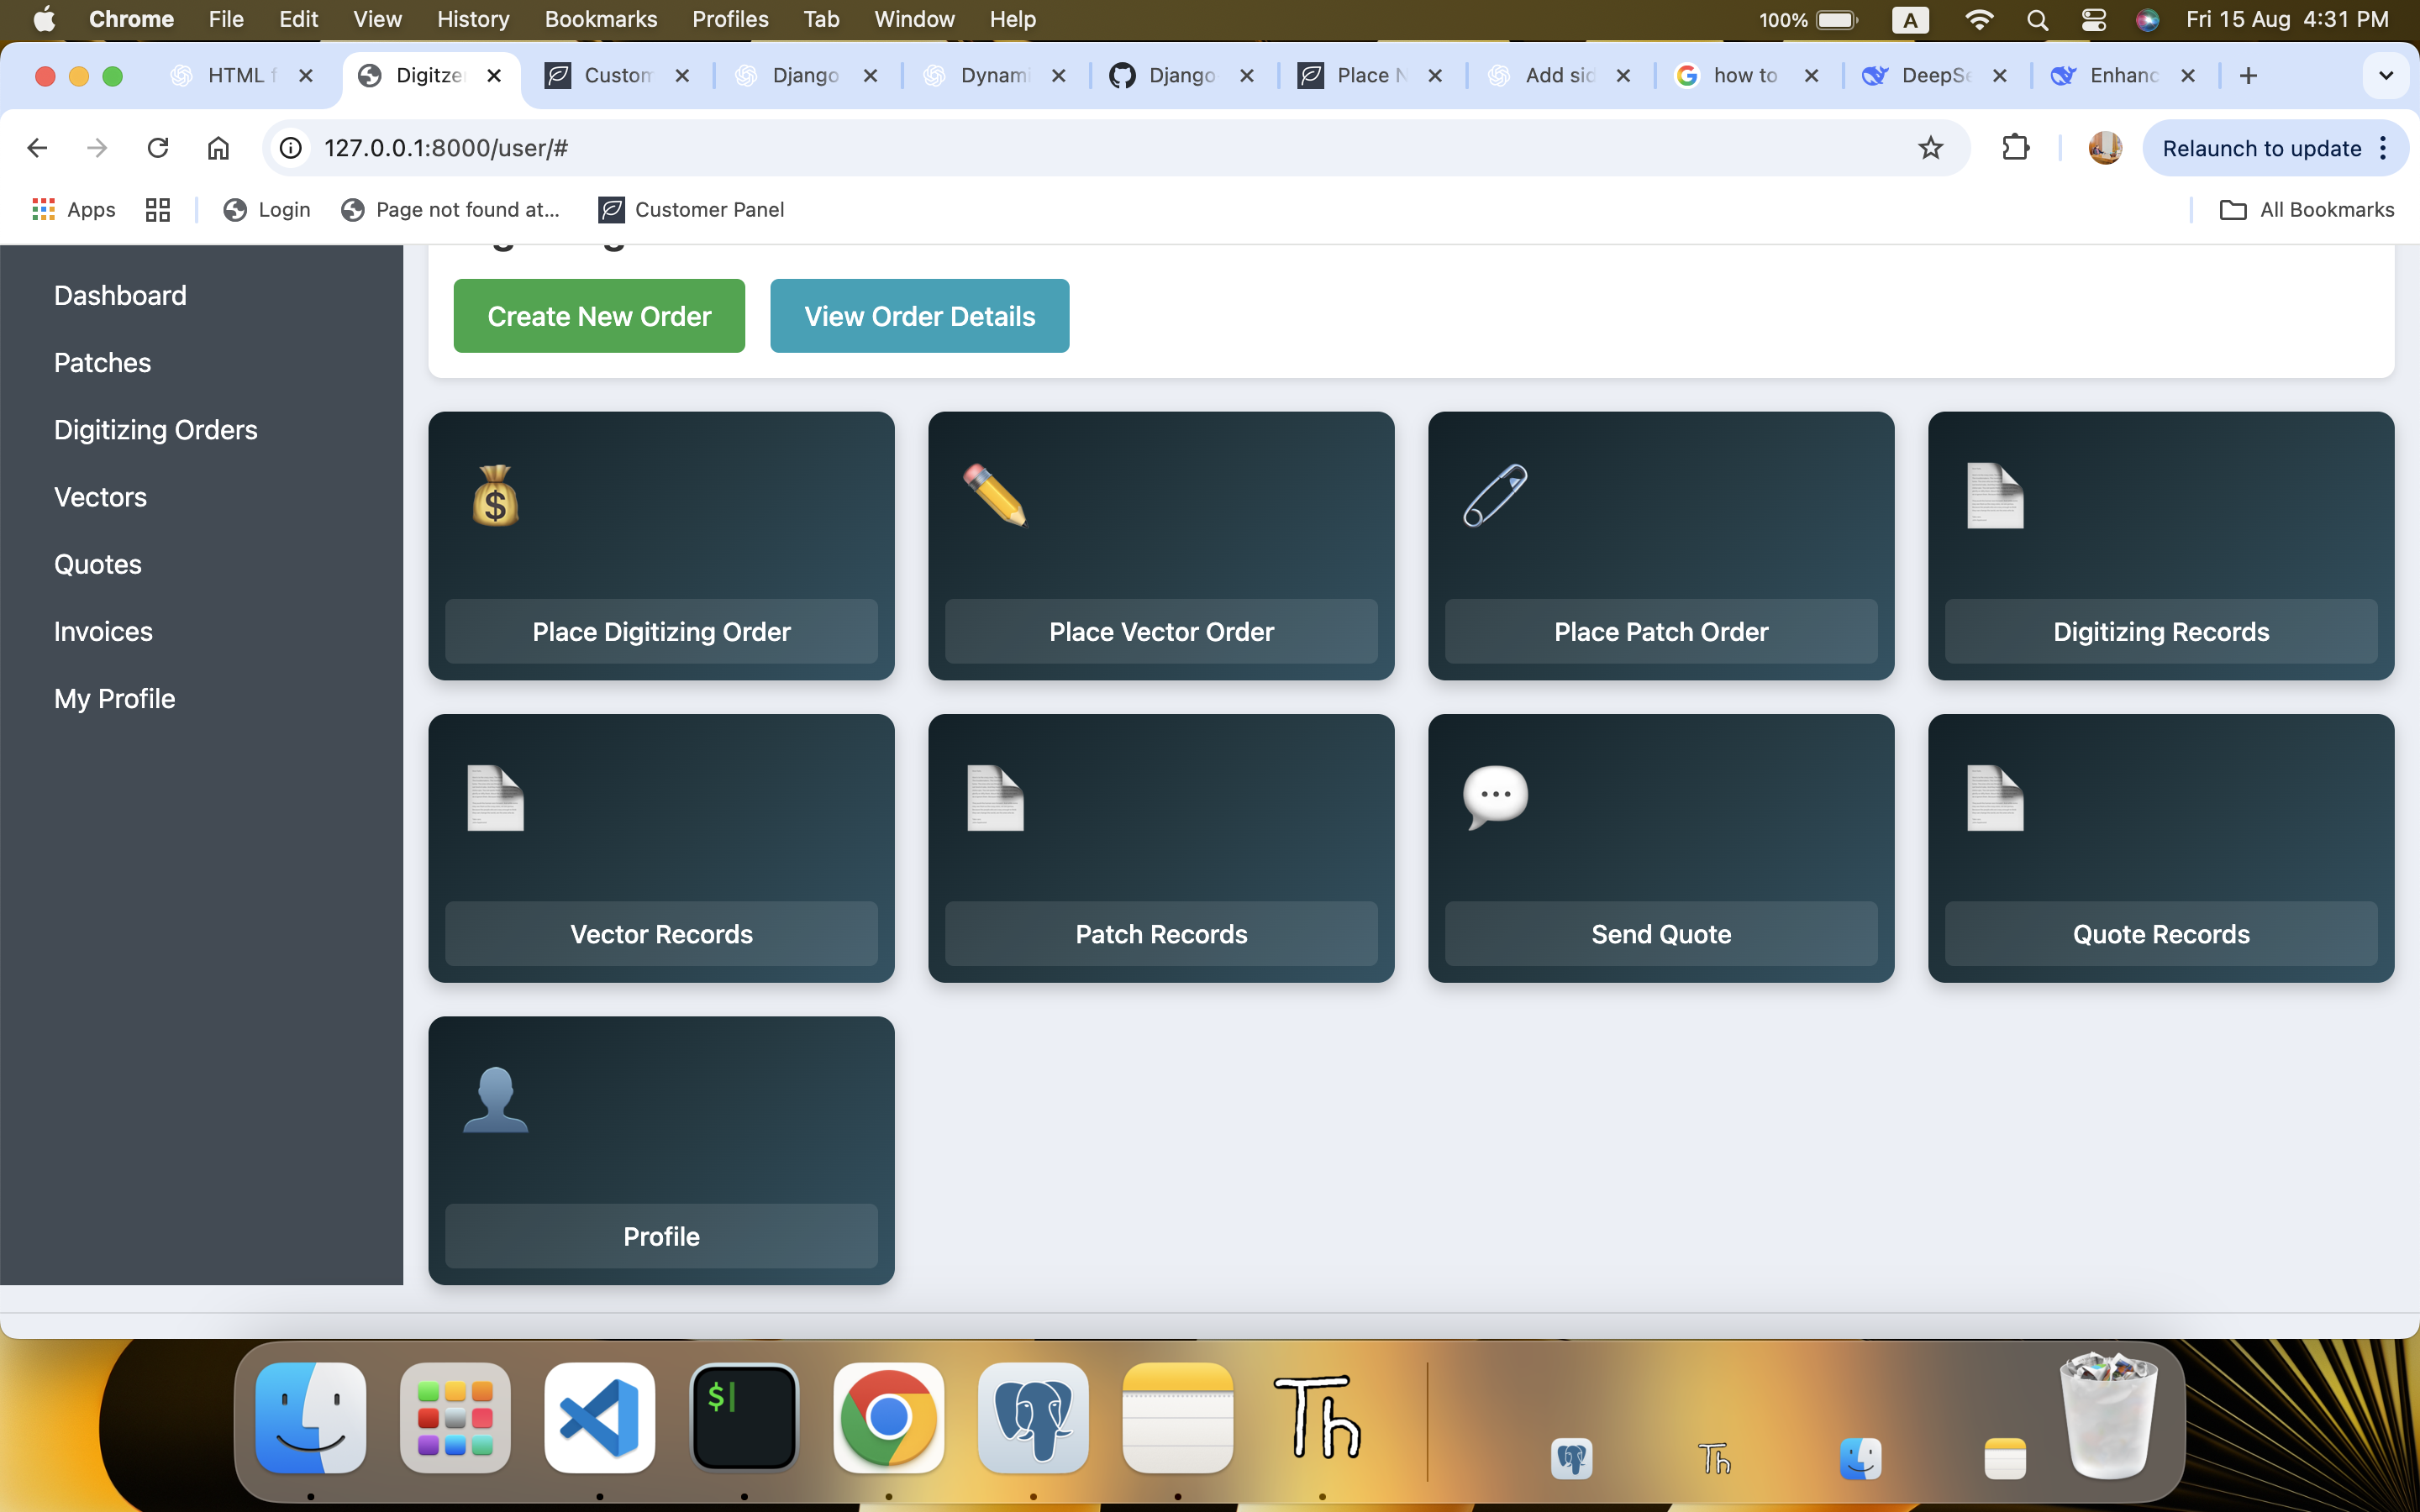 Chrome File Edit View History Bookmarks Profiles Tab Window Help 100% A Fri 15 Aug 4:31 PM
HTML f Digitze Custom Django Dynami Django Place N Add sid how to DeepSe Enhanc
127.0.0.1:8000/user/# Relaunch to update
Apps Login Page not found at... Customer Panel All Bookmarks
Dashboard
Patches
Digitizing Orders
Vectors
Quotes
Invoices
My Profile
Create New Order View Order Details
$
Place Digitizing Order Place Vector Order Place Patch Order Digitizing Records
Vector Records Patch Records Send Quote Quote Records
Profile
$ Th Th